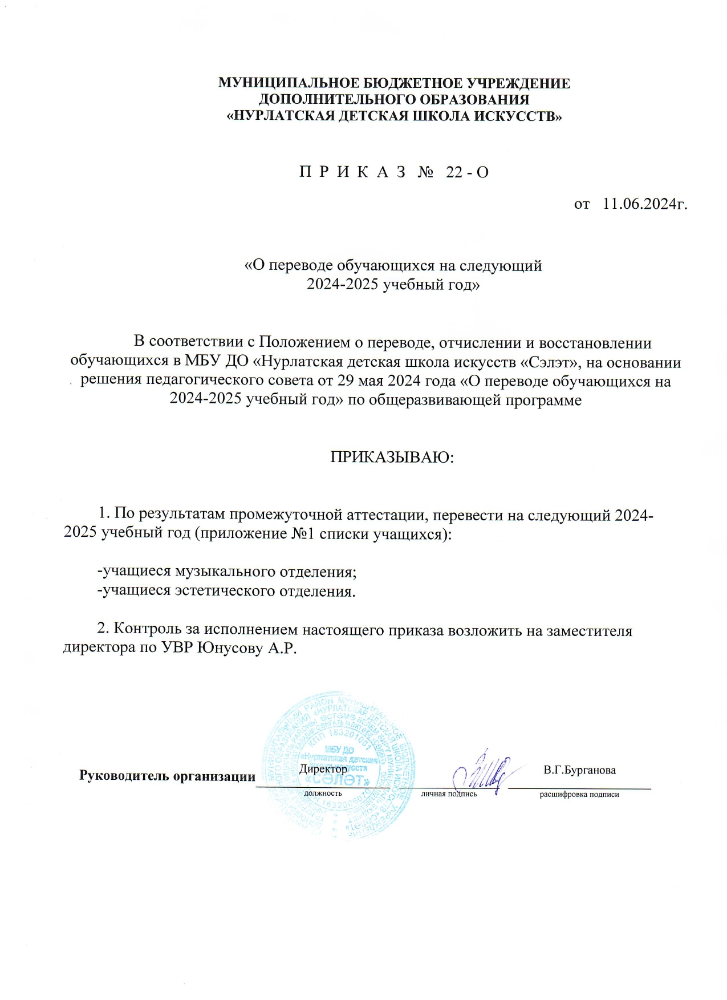 МУНИЦИПАЛЬНОЕ БЮДЖЕТНОЕ УЧРЕЖДЕНИЕ
ДОПОЛНИТЕЛЬНОГО ОБРАЗОВАНИЯ
«НУРЛАТСКАЯ ДЕТСКАЯ ШКОЛА ИСКУССТВ»
П Р И К А З № 22 - О
от 11.06.2024г.
«О переводе обучающихся на следующий
2024-2025 учебный год»
В соответствии с Положением о переводе, отчислении и восстановлении
обучающихся в МБУ ДО «Нурлатская детская школа искусств «Сэлэт», на основании
решения педагогического совета от 29 мая 2024 года «О переводе обучающихся на
2024-2025 учебный год» по общеразвивающей программе
ПРИКАЗЫВАЮ:
1. По результатам промежуточной аттестации, перевести на следующий 2024-
2025 учебный год (приложение №1 списки учащихся):
-учащиеся музыкального отделения;
-учащиеся эстетического отделения.
2. Контроль за исполнением настоящего приказа возложить на заместителя
директора по УВР Юнусову А.Р.
КПП 163201001
МБУ ДО
«Нурлатская детская
школа искусств
«СӘЛӘТ»
Руководитель организации Директор В.Г.Бурганова
должность личная подпись расшифровка подписи